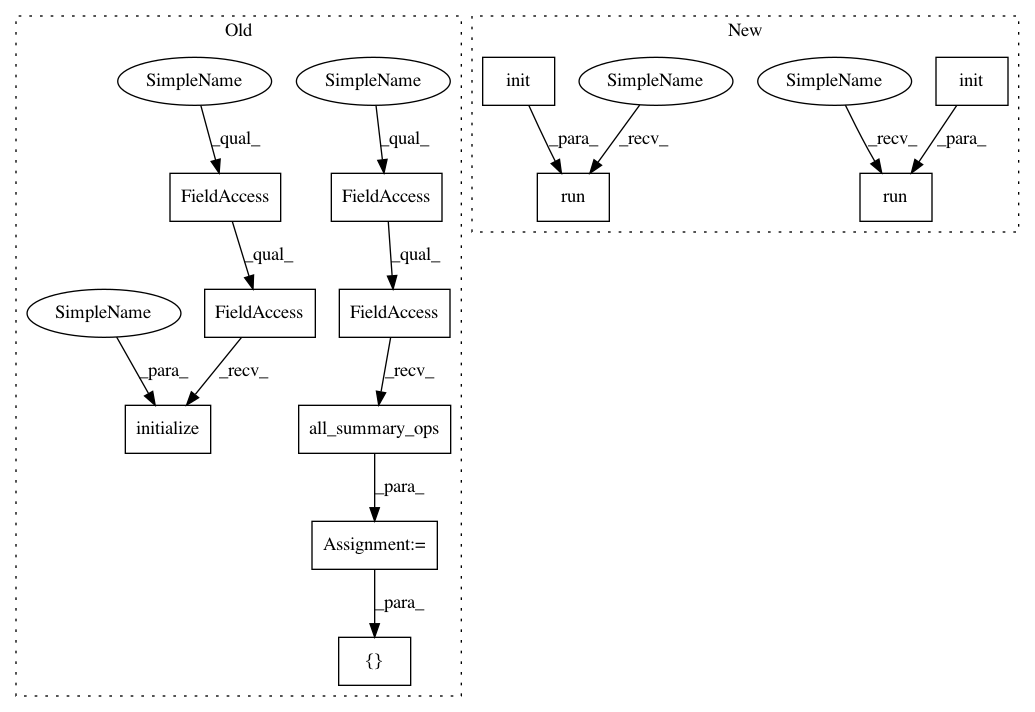 Old
New
SimpleName
SimpleName
init
SimpleName
SimpleName
init
_qual_
_qual_
_para_
_recv_
_recv_
_para_
FieldAccess
FieldAccess
run
run
_qual_
_qual_
SimpleName
FieldAccess
FieldAccess
_para_
_recv_
_recv_
initialize
all_summary_ops
_para_
Assignment:=
_para_
{}